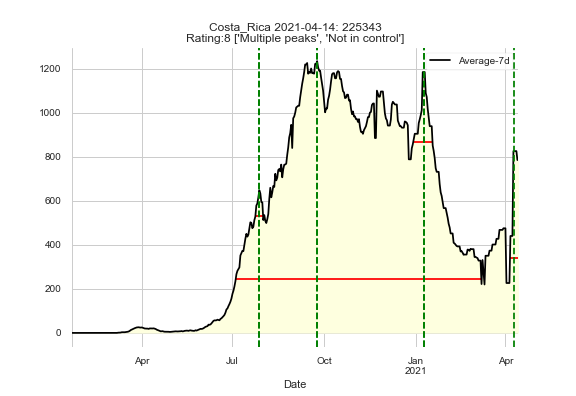 Costa_Rica 2021-04-14: 225343
Rating:8 ['Multiple peaks', 'Not in control']
Average-7d
1200
1000
800
600
400
200
0
Apr
Jul
Oct
Jan
2021
Apr
Date